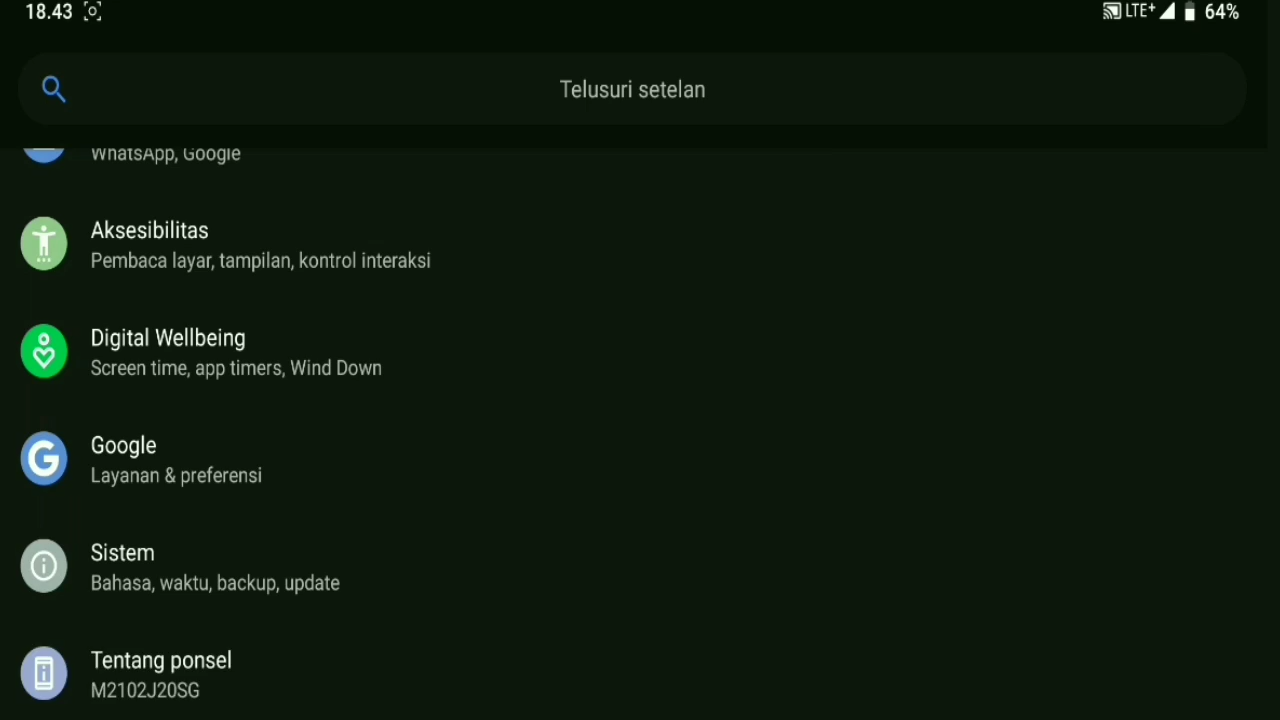 18.43
LTE+
64%
Telusuri setelan
WhatsApp, Google
Aksesibilitas
Pembaca layar, tampilan, kontrol interaksi
Digital Wellbeing
Screen time, app timers, Wind Down
Google
Layanan & preferensi
Sistem
Bahasa, waktu, backup, update
Tentang ponsel
M2102J20SG